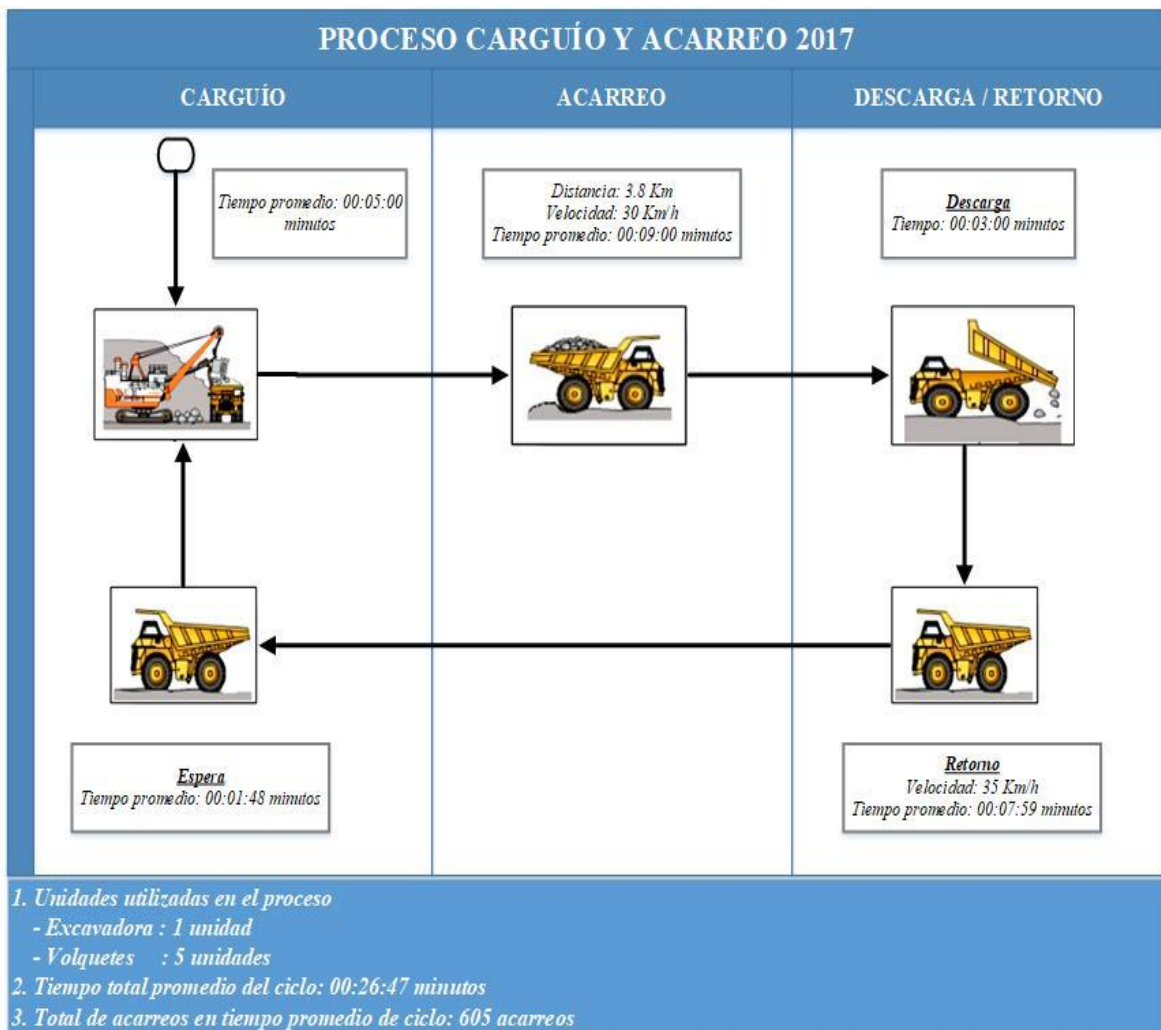 PROCESO CARGUÍO Y ACARREO 2017
CARGUÍO
ACARREO
DESCARGA / RETORNO
Tiempo promedio: 00:05:00
minutos
Distancia: 3.8 Km
Velocidad: 30 Km/h
Tiempo promedio: 00:09:00 minutos
Descarga
Tiempo: 00:03:00 minutos
Espera
Tiempo promedio: 00:01:48 minutos
Retorno
Velocidad: 35 Km/h
Tiempo promedio: 00:07:59 minutos
1. Unidades utilizadas en el proceso
- Excavadora : 1 unidad
- Volquetes : 5 unidades
2. Tiempo total promedio del ciclo: 00:26:47 minutos
3. Total de acarreos en tiempo promedio de ciclo: 605 acarreos